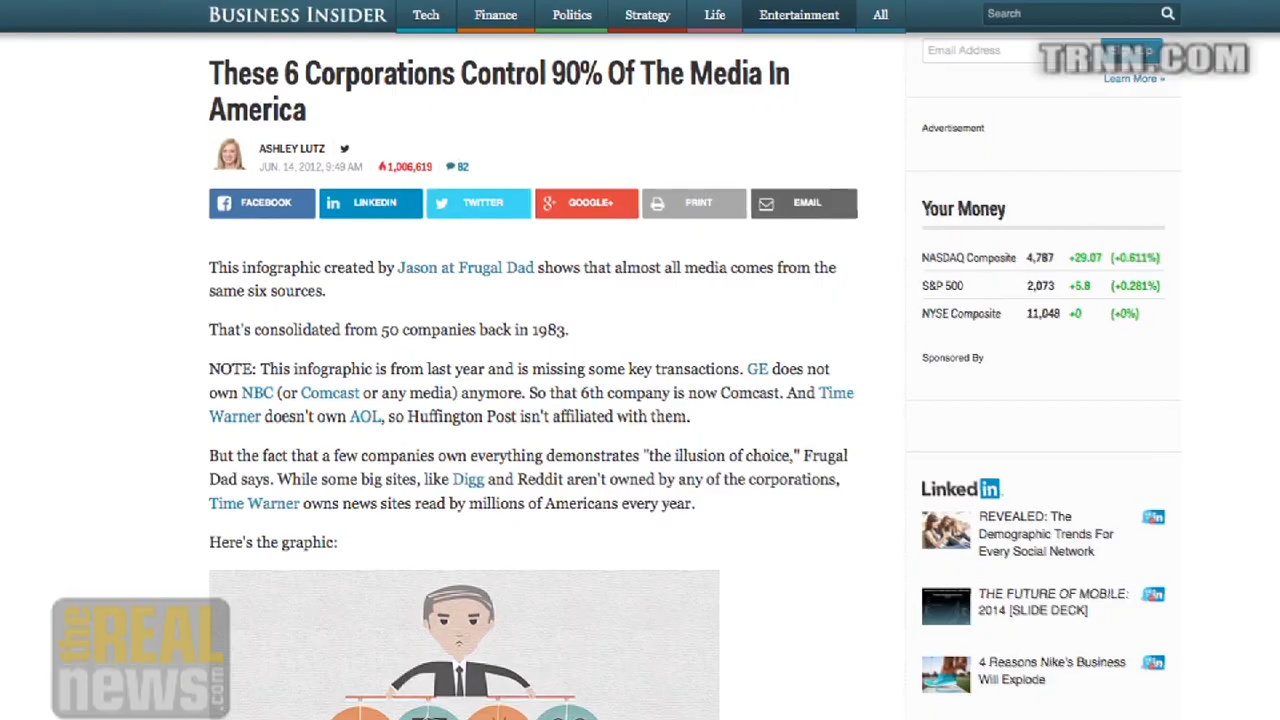 BUSINESS INSIDER
Tech
Finance
Politics
Strategy
Life
Entertainment
All
Search
These 6 Corporations Control 90% Of The Media In
America
ASHLEY LUTZ
JUN. 14, 2012, 9:49 AM 1,006,619 82
FACEBOOK
in LINKEDIN
TWITTER
g+ GOOGLE+
PRINT
EMAIL
This infographic created by Jason at Frugal Dad shows that almost all media comes from the
same six sources.
That's consolidated from 50 companies back in 1983.
NOTE: This infographic is from last year and is missing some key transactions. GE does not
own NBC (or Comcast or any media) anymore. So that 6th company is now Comcast. And Time
Warner doesn't own AOL, so Huffington Post isn't affiliated with them.
But the fact that a few companies own everything demonstrates "the illusion of choice," Frugal
Dad says. While some big sites, like Digg and Reddit aren't owned by any of the corporations,
Time Warner owns news sites read by millions of Americans every year.
Here's the graphic:
the REAL
news.com
Email Address
TRNN.COM
Learn More »
Advertisement
Your Money
NASDAQ Composite 4,787 +29.07 (+0.611%)
S&P 500 2,073 +5.8 (+0.281%)
NYSE Composite 11,048 +0 (+0%)
Sponsored By
Linked in
REVEALED: The
Demographic Trends For
Every Social Network
THE FUTURE OF MOBILE:
2014 [SLIDE DECK]
4 Reasons Nike's Business
Will Explode